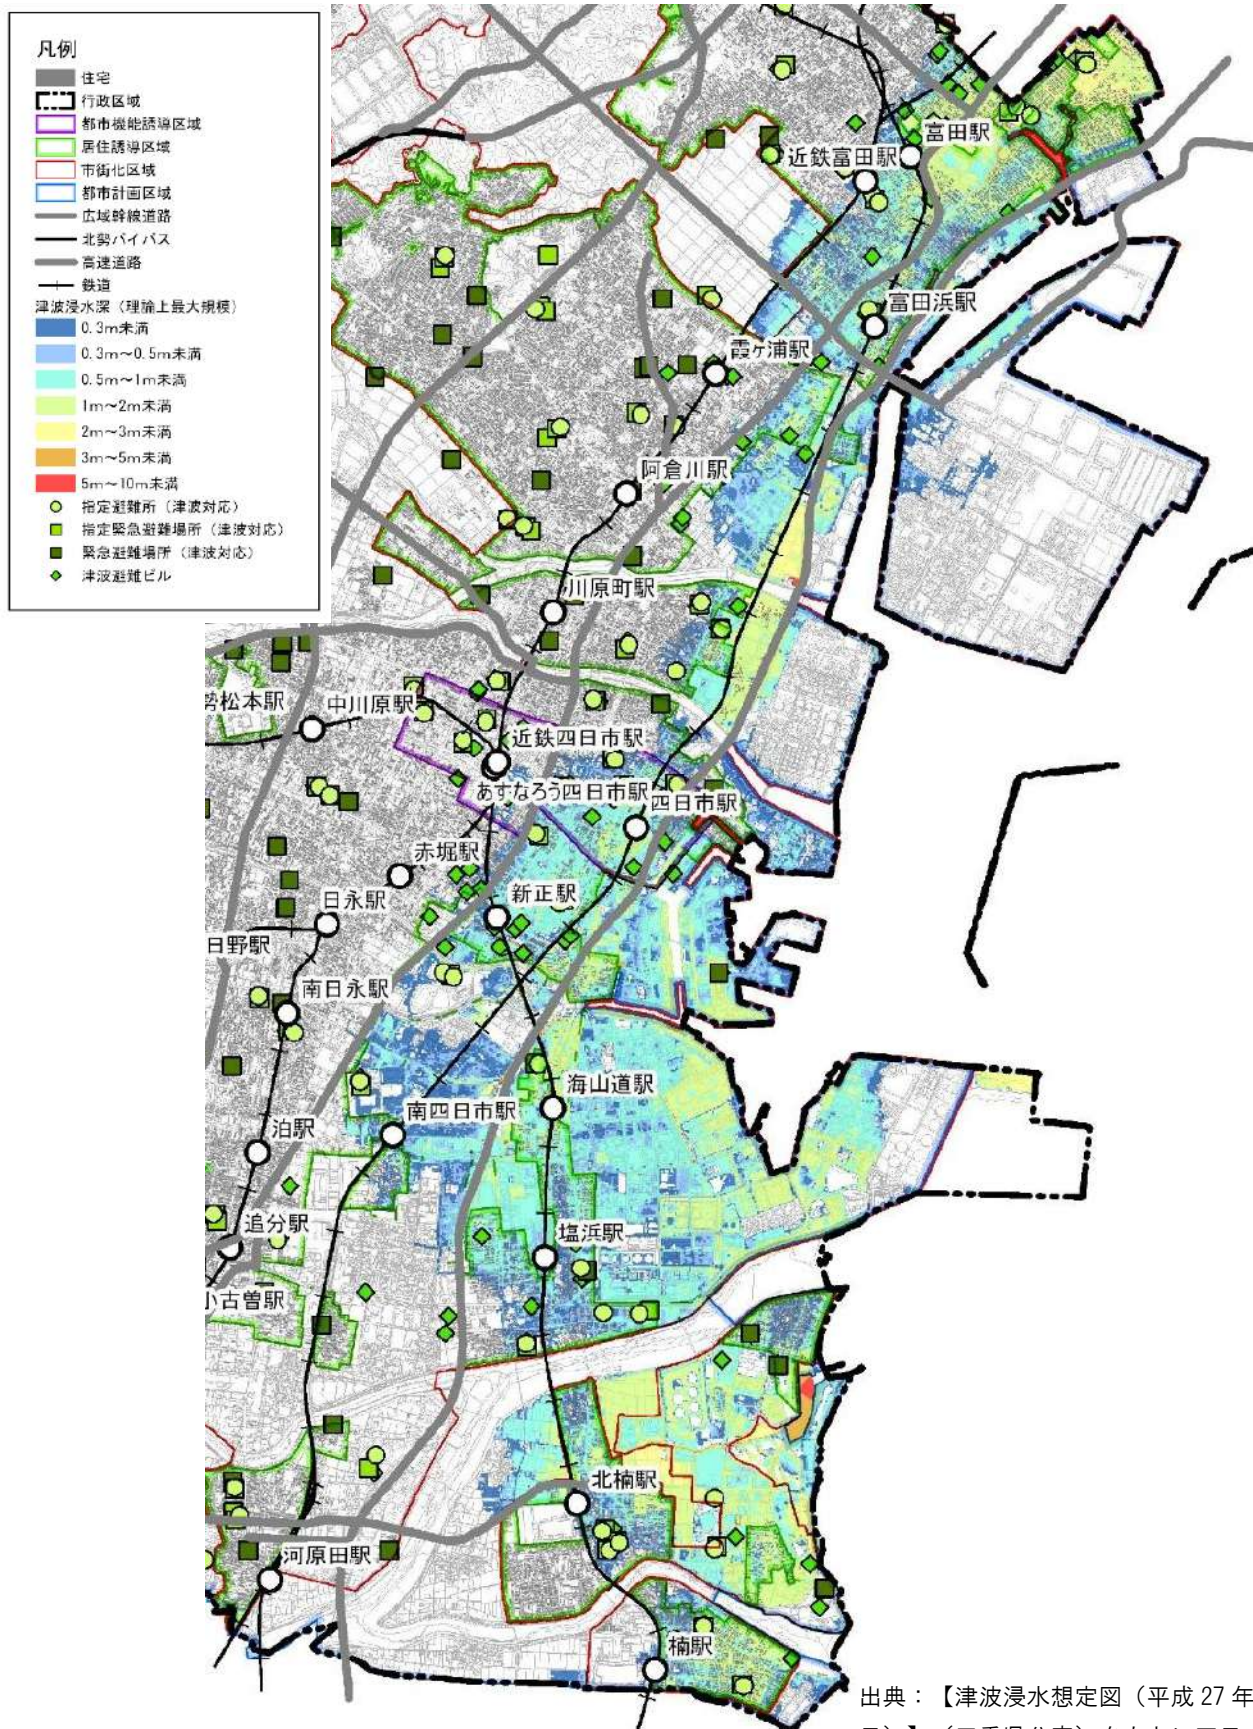 凡例
住宅
行政区域
都市機能誘導区域
居住誘導区域
市街化区域
都市計画区域
広域幹線道路
北勢バイパス
高速道路
鉄道
津波浸水深（理論上最大規模）
0.3m未満
0.3m～0.5m未満
0.5m～1m未満
1m～2m未満
2m～3m未満
3m～5m未満
5m～10m未満
指定避難所（津波対応）
指定緊急避難場所（津波対応）
緊急避難場所（津波対応）
津波避難ビル
富田駅
近鉄富田駅
富田浜駅
霞ヶ浦駅
阿倉川駅
川原町駅
松本駅
中川原駅
近鉄四日市駅
あすなろう四日市駅
四日市駅
赤堀駅
新正駅
日永駅
日野駅
南日永駅
海山道駅
南四日市駅
泊駅
追分駅
塩浜駅
小古曽駅
北楠駅
河原田駅
楠駅
出典：【津波浸水想定図（平成 27 年